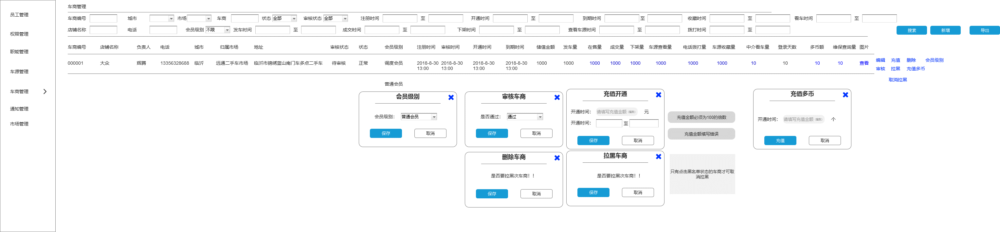 员工管理
权限管理
职能管理
车源管理
车商管理
通知管理
市场管理
车商管理
车商编号 城市 市场 车商 状态 全部 审核状态 全部 注册时间 至 开通时间 至 到期时间 至 收藏时间 至 看车时间 至
店铺名称 电话 会员级别 不限 发车时间 至 成交时间 至 下架时间 至 查看车源时间 至 拨打时间 至 搜索 新增 导出
车商编号 店铺名称 负责人 电话 城市 归属市场 地址 审核状态 状态 会员级别 注册时间 审核时间 开通时间 到期时间 储值金额 发车量 在售量 成交量 下架量 车源查看量 电话拨打量 车源收藏量 中介看车量 登录天数 多币额 维保查询量 图片
000001 大众 辉腾 13356328688 临沂 远通二手车市场 临沂市锦绣蓝山南门车多点二手车 待审核 正常 调度会员 2018-8-30 2018-8-30 2018-8-30 2018-8-30 1000 1000 1000 1000 1000 1000 1000 1000 10 10 10 10 查看 编辑 充值 删除 会员级别
13:00 13:00 13:00 13:00 审核 拉黑 充值多币
取消拉黑
普通会员
会员级别
会员级别： 普通会员
保存 取消
审核车商
是否通过： 通过
保存 取消
充值开通
开通时间： 请填写充值金额（整数） 元
开通时间： 至
保存 取消
充值金额必须为100的倍数
充值金额填写错误
充值多币
开通时间： 请填写充值金额（整数） 个
充值 取消
删除车商
是否要拉黑次车商！！
保存 取消
拉黑车商
是否要拉黑次车商！！
保存 取消
只有点击黑名单状态的车商才可取
消拉黑